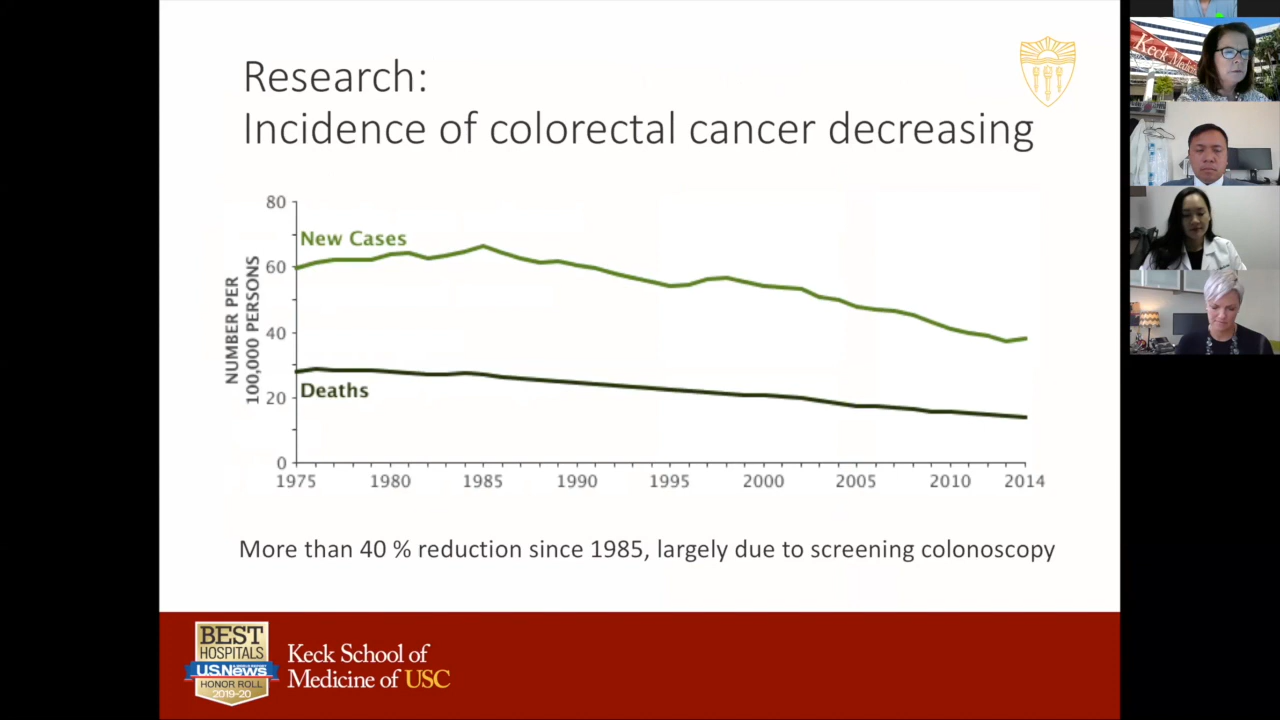 Research:
Incidence of colorectal cancer decreasing
NUMBER PER
100,000 PERSONS
80
60
40
20
0
New Cases
Deaths
1975 1980 1985 1990 1995 2000 2005 2010 2014
More than 40 % reduction since 1985, largely due to screening colonoscopy
BEST
HOSPITALS
U.S.News
HONOR ROLL
2019-20
Keck School of
Medicine of USC
Keck Medicine